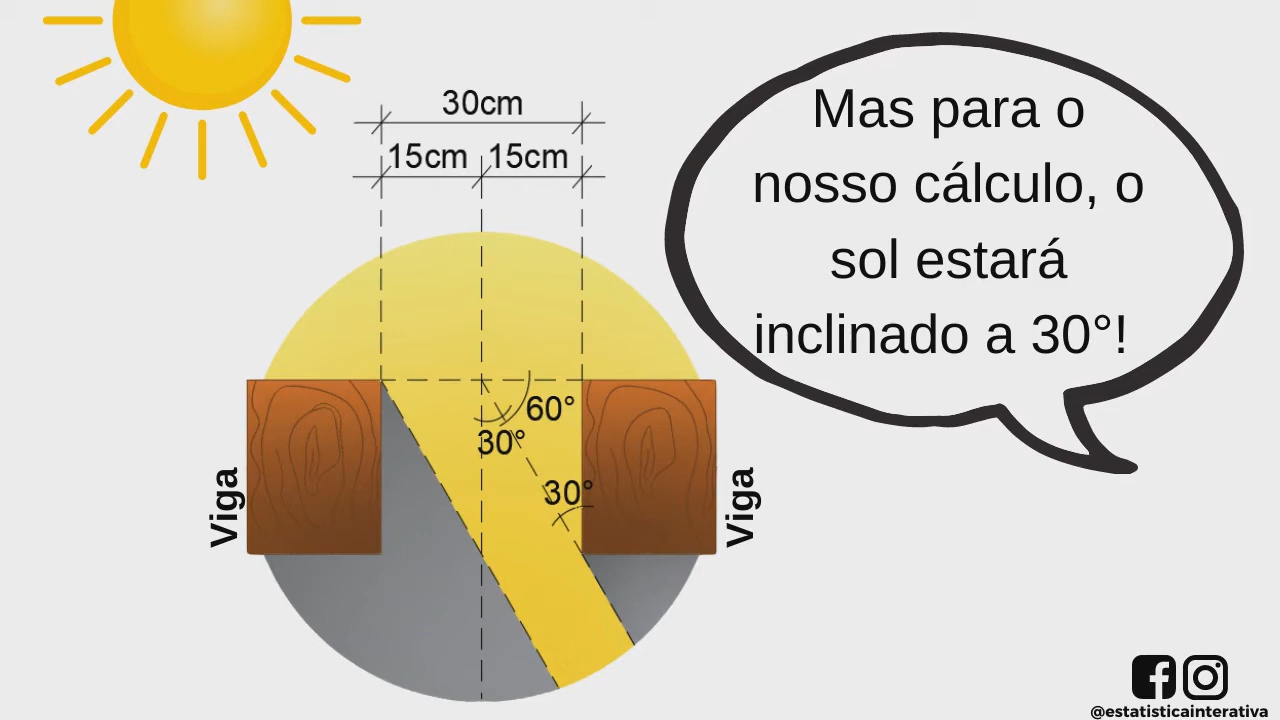 30cm
15cm 15cm
Mas para o
nosso cálculo, o
sol estará
inclinado a 30°!
60°
30°
30°
Viga
Viga
@estatisticainterativa